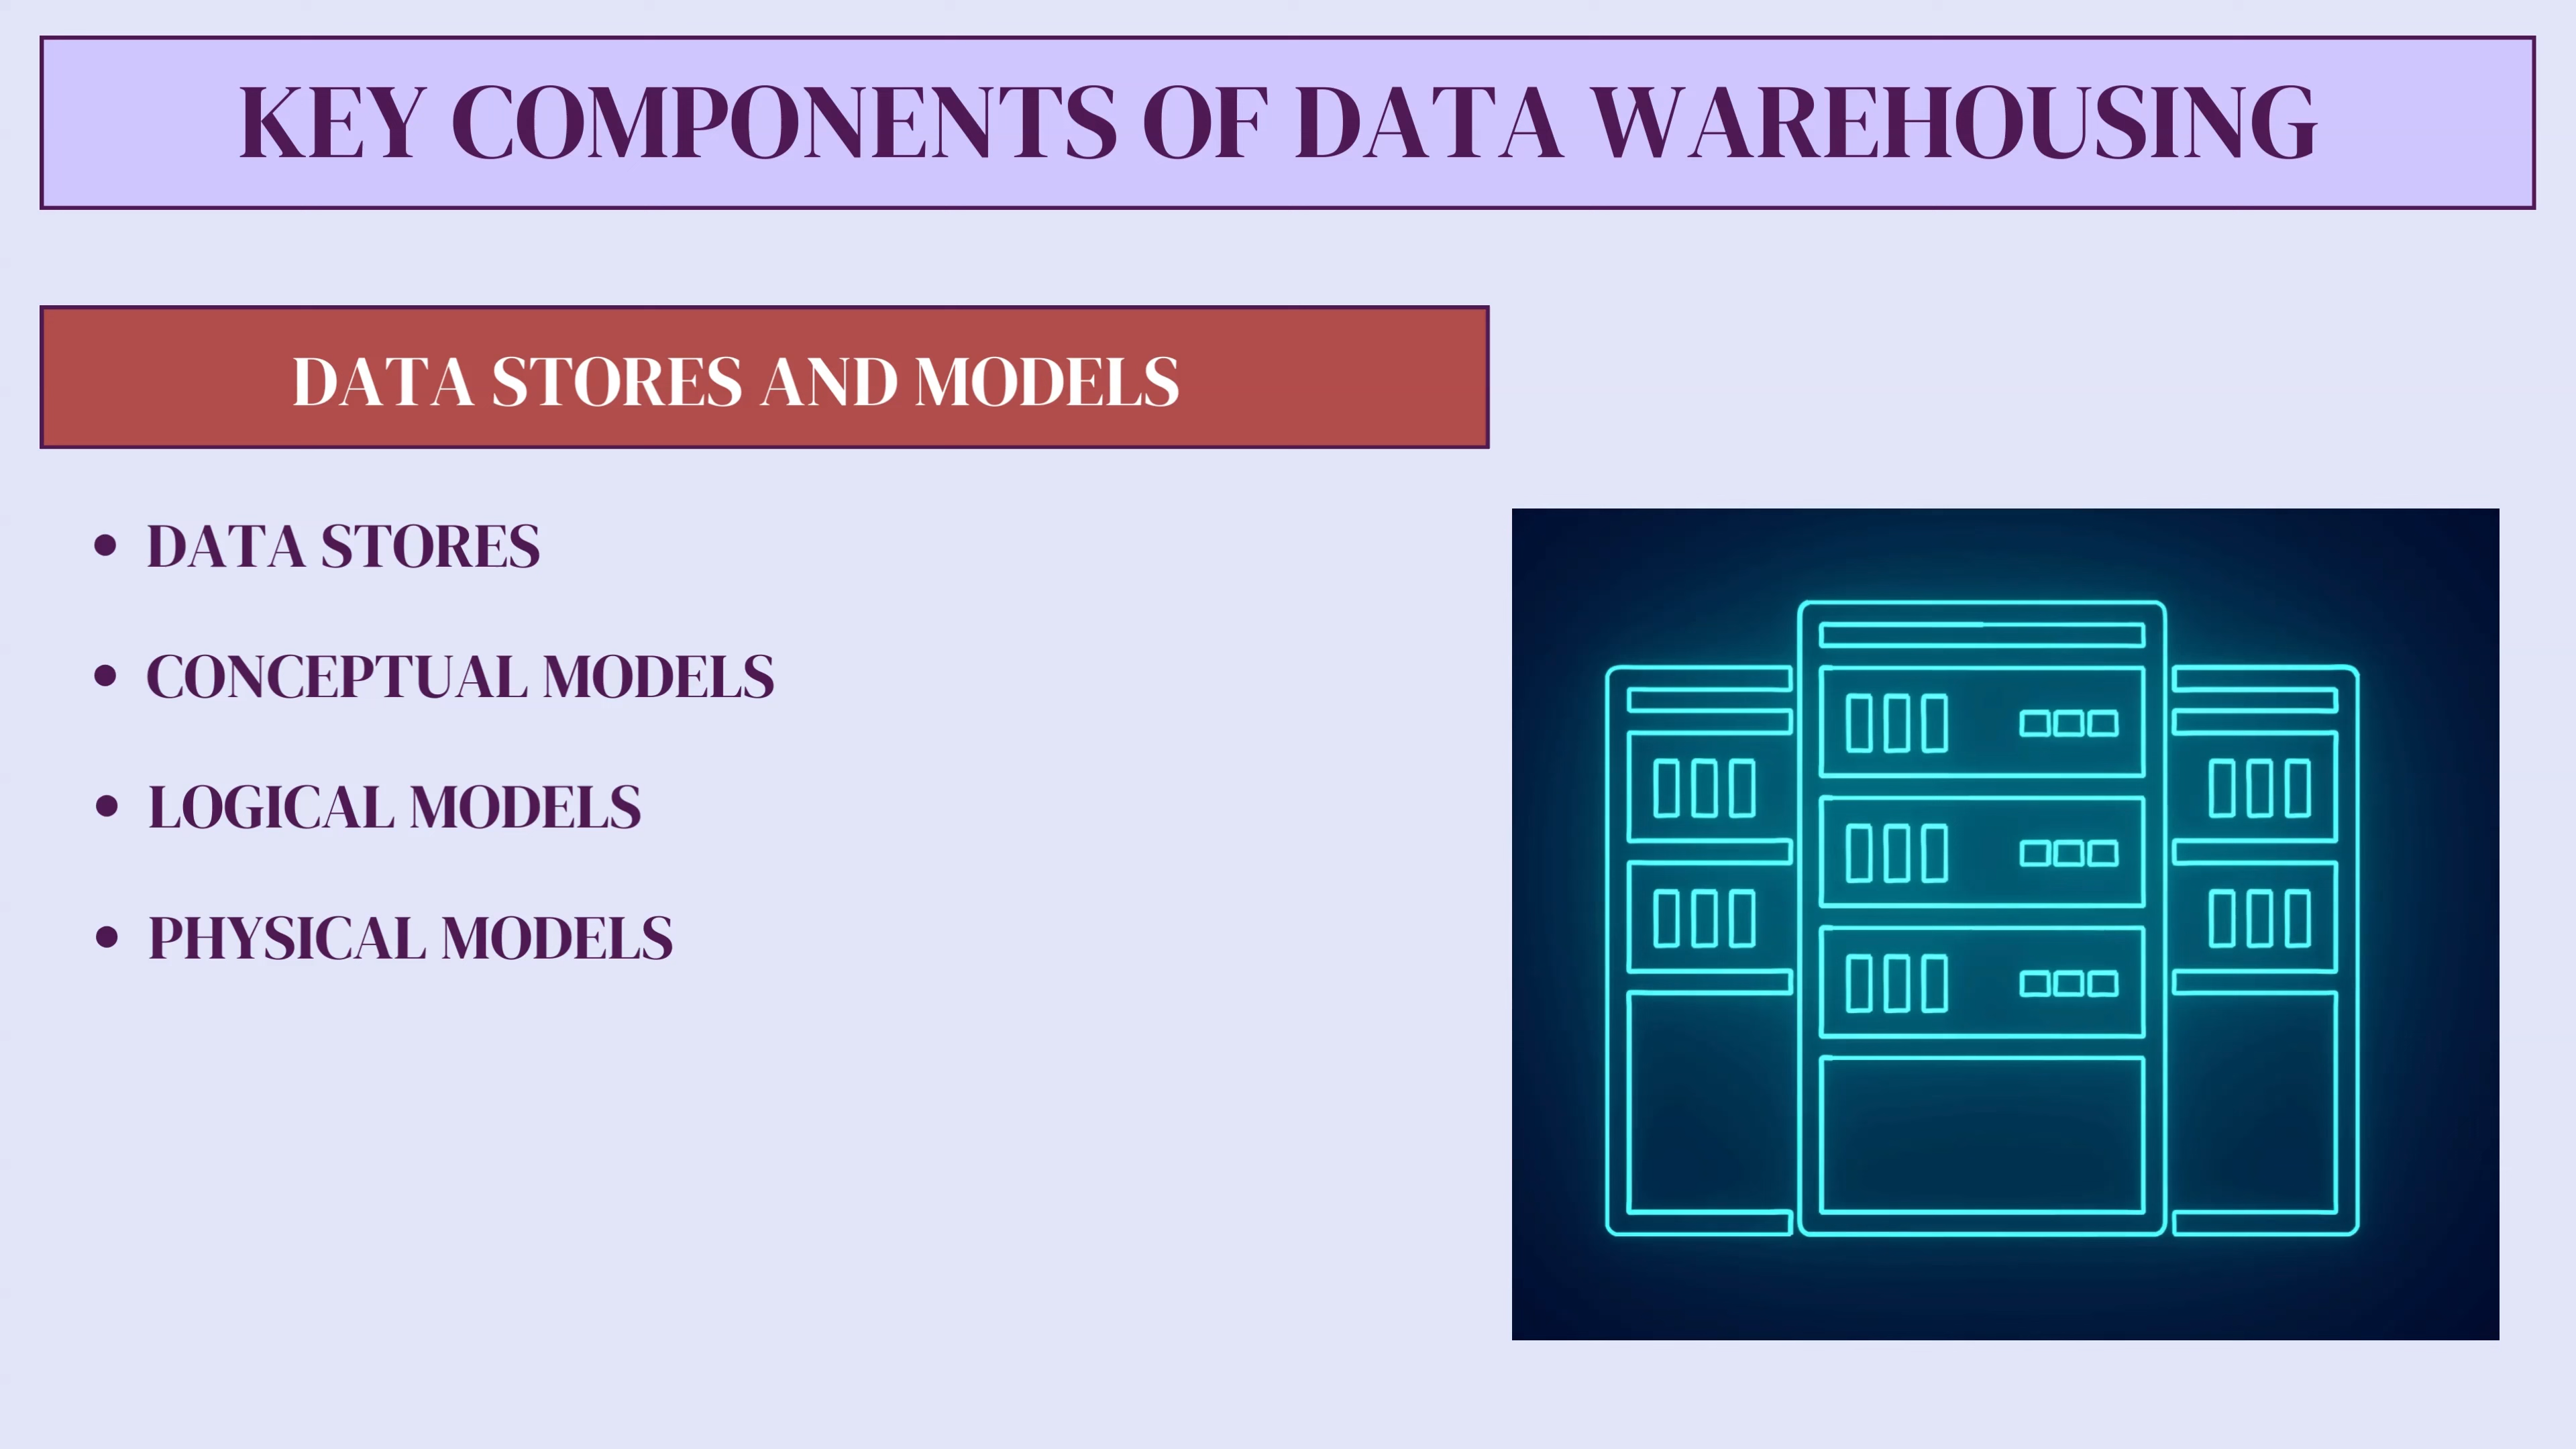 KEY COMPONENTS OF DATA WAREHOUSING
DATA STORES AND MODELS
• DATA STORES
• CONCEPTUAL MODELS
• LOGICAL MODELS
• PHYSICAL MODELS